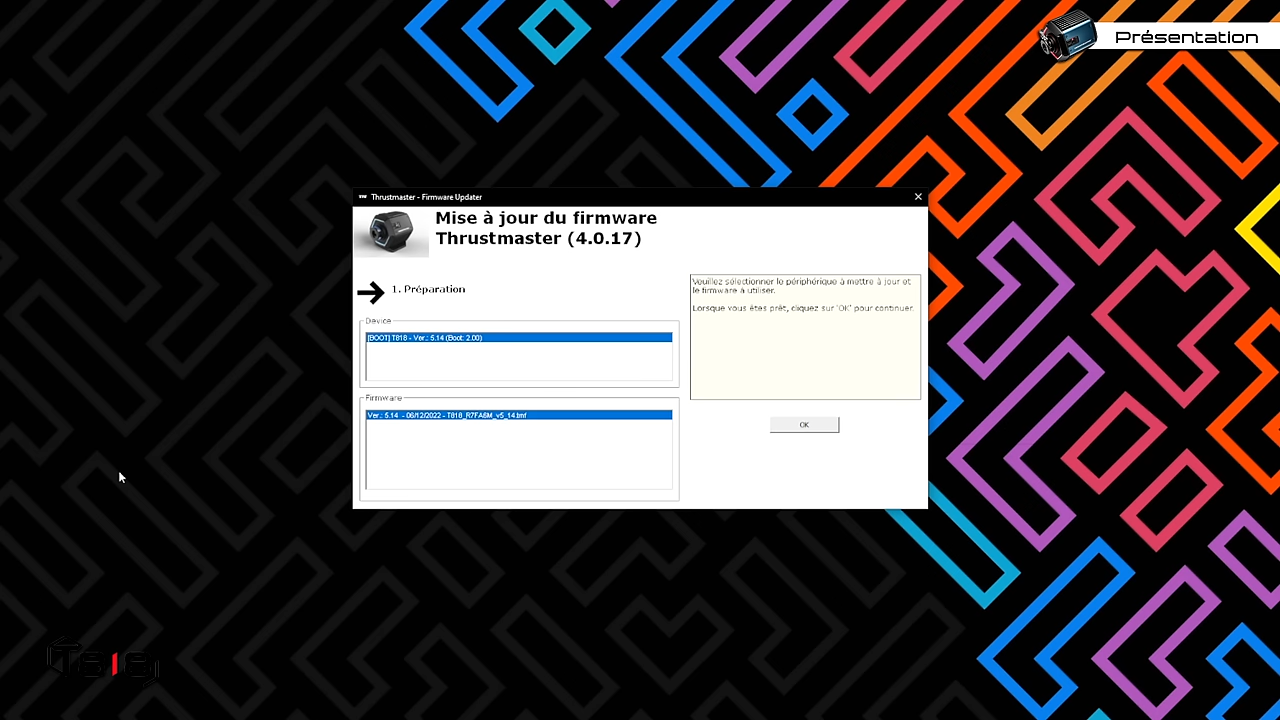 Présentation
Thrustmaster - Firmware Updater
Mise à jour du firmware
Thrustmaster (4.0.17)
1. Préparation
Device
[BOOT] T818 - Ver.: 5.14 (Boot: 2.00)
Firmware
Ver.: 5.14 - 06/12/2022 - T818_R7FA6M_v5_14.tmf
Veuillez sélectionner le périphérique à mettre à jour et
le firmware à utiliser.
Lorsque vous êtes prêt, cliquez sur 'OK' pour continuer.
OK
T818